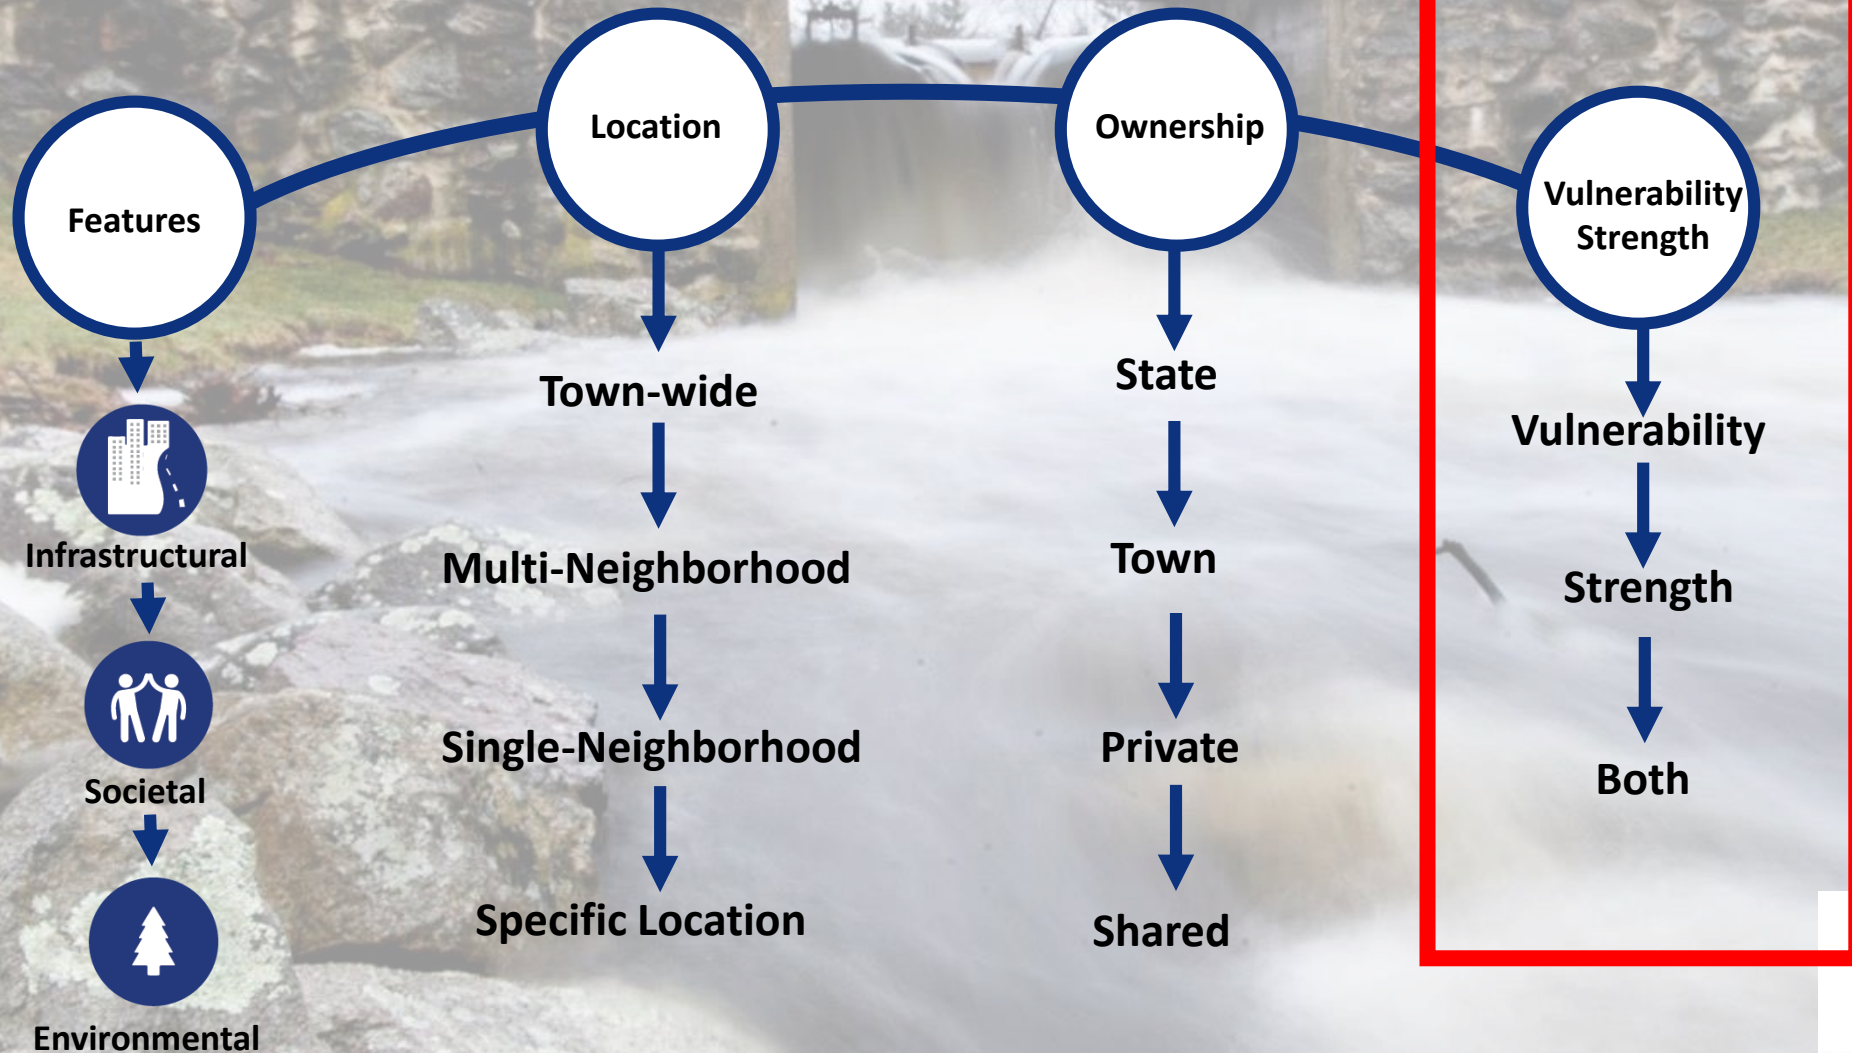 Features
Infrastructural
Societal
Environmental
Location
Town-wide
Multi-Neighborhood
Single-Neighborhood
Specific Location
Ownership
State
Town
Private
Shared
Vulnerability
Strength
Vulnerability
Strength
Both